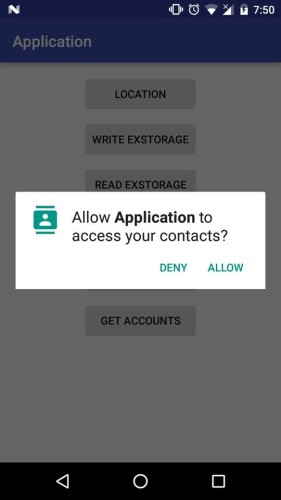 7:50
Application
LOCATION
WRITE EXSTORAGE
READ EXSTORAGE
Allow Application to
access your contacts?
DENY ALLOW
GET ACCOUNTS